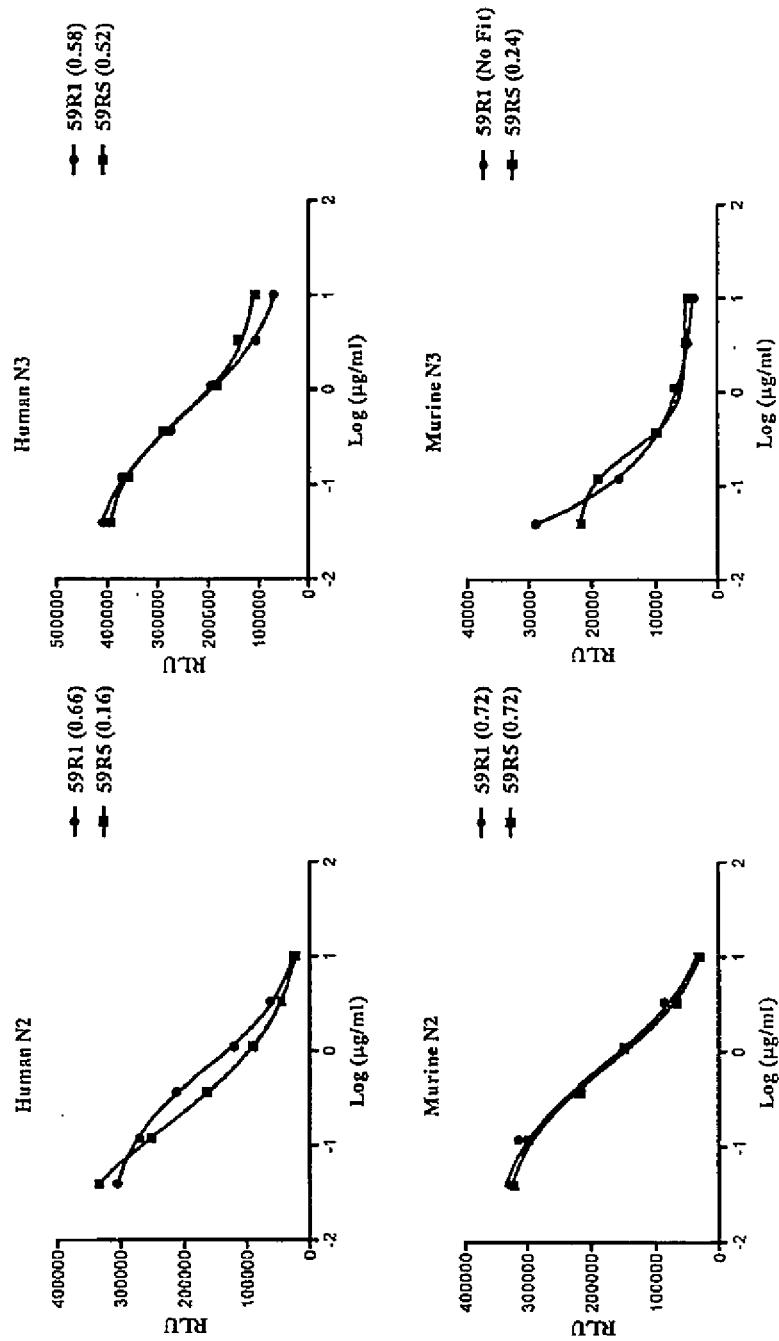 Human N2
59R1 (0.66)
59R5 (0.16)
400000
300000
200000
100000
0
RLU
-2
-1
0
1
2
Log (µg/ml)
Human N3
59R1 (0.58)
59R5 (0.52)
500000
400000
300000
200000
100000
0
RLU
-2
-1
0
1
2
Log (µg/ml)
Murine N2
59R1 (0.72)
59R5 (0.72)
400000
300000
200000
100000
0
RLU
-2
-1
0
1
2
Log (µg/ml)
Murine N3
59R1 (No Fit)
59R5 (0.24)
40000
30000
20000
10000
0
RLU
-2
-1
0
1
2
Log (µg/ml)